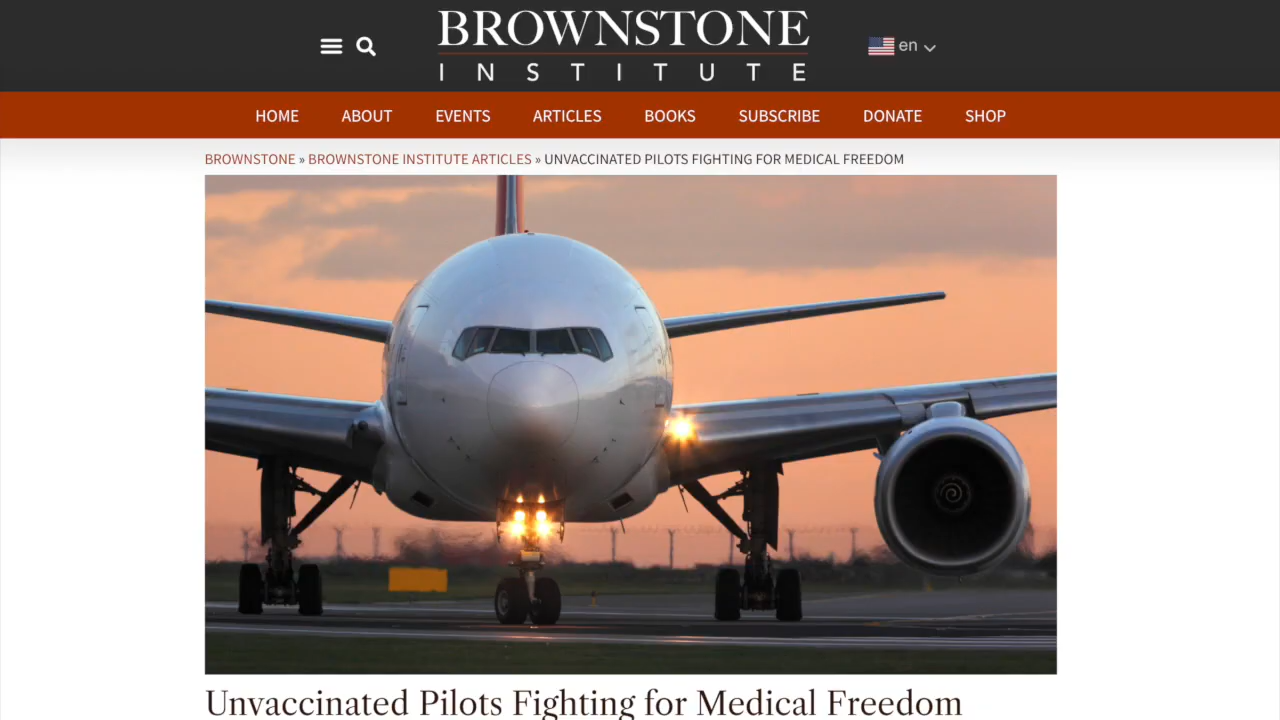 BROWNSTONE
INSTITUTE
en
HOME ABOUT EVENTS ARTICLES BOOKS SUBSCRIBE DONATE SHOP
BROWNSTONE » BROWNSTONE INSTITUTE ARTICLES » UNVACCINATED PILOTS FIGHTING FOR MEDICAL FREEDOM
Unvaccinated Pilots Fighting for Medical Freedom